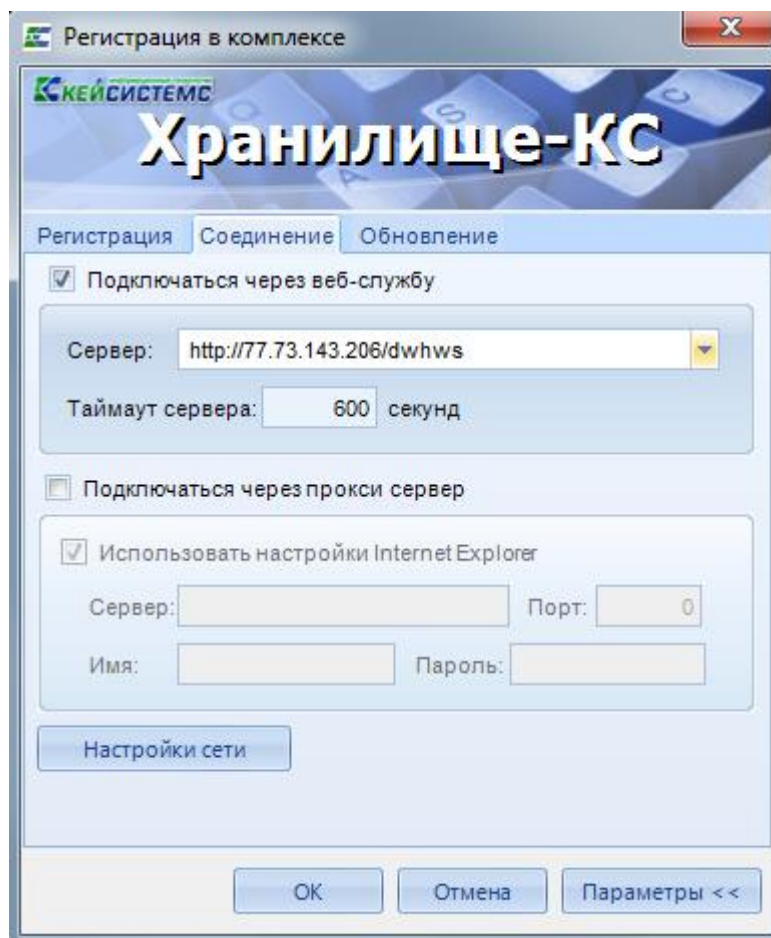 Регистрация в комплексе
КЕЙСИСТЕМС
Хранилище-КС
Регистрация Соединение Обновление
Подключаться через веб-службу
Сервер: http://77.73.143.206/dwhws
Таймаут сервера: 600 секунд
Подключаться через прокси сервер
Использовать настройки Internet Explorer
Сервер: Порт: 0
Имя: Пароль:
Настройки сети
OK Отмена Параметры <<